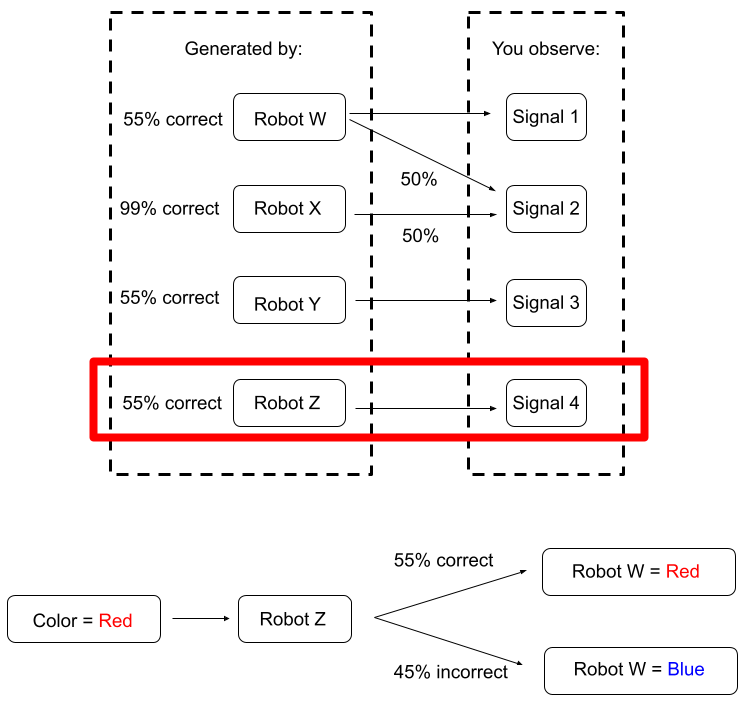 Generated by:
You observe:
55% correct
Robot W
Signal 1
50%
99% correct
Robot X
Signal 2
50%
55% correct
Robot Y
Signal 3
55% correct
Robot Z
Signal 4
55% correct
Robot W = Red
Color = Red
Robot Z
45% incorrect
Robot W = Blue